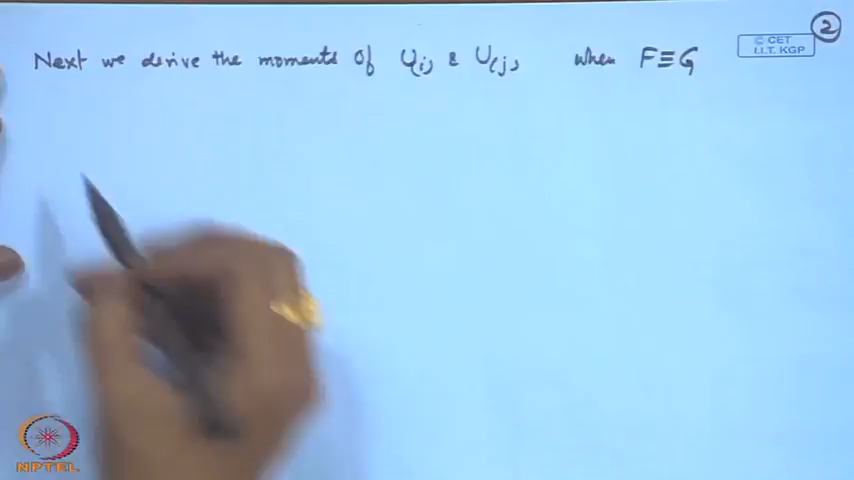 Next we derive the moments of U(i) & U(j), when F≡G
© CET
I.I.T. KGP
2
NPTEL